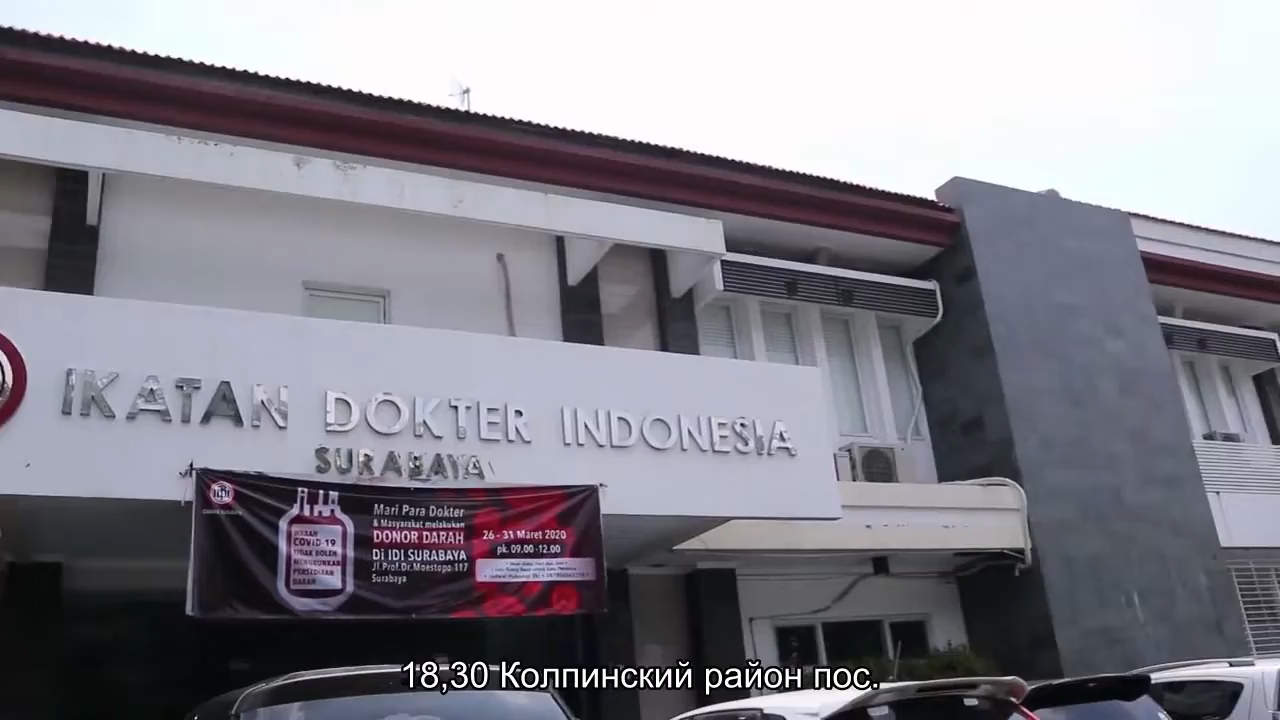 IKATAN DOKTER INDONESIA
SURABAYA
WABAH
COVID-19
TIDAK BOLEH
MENURUNKAN
PERSEDIAAN
DARAH
Mari Para Dokter
& Masyarakat melakukan
DONOR DARAH
Di IDI SURABAYA
Jl.Prof.Dr.Moestopo 117
Surabaya
26 - 31 Maret 2020
pk. 09.00 -12.00
18,30 Колпинский район пос.